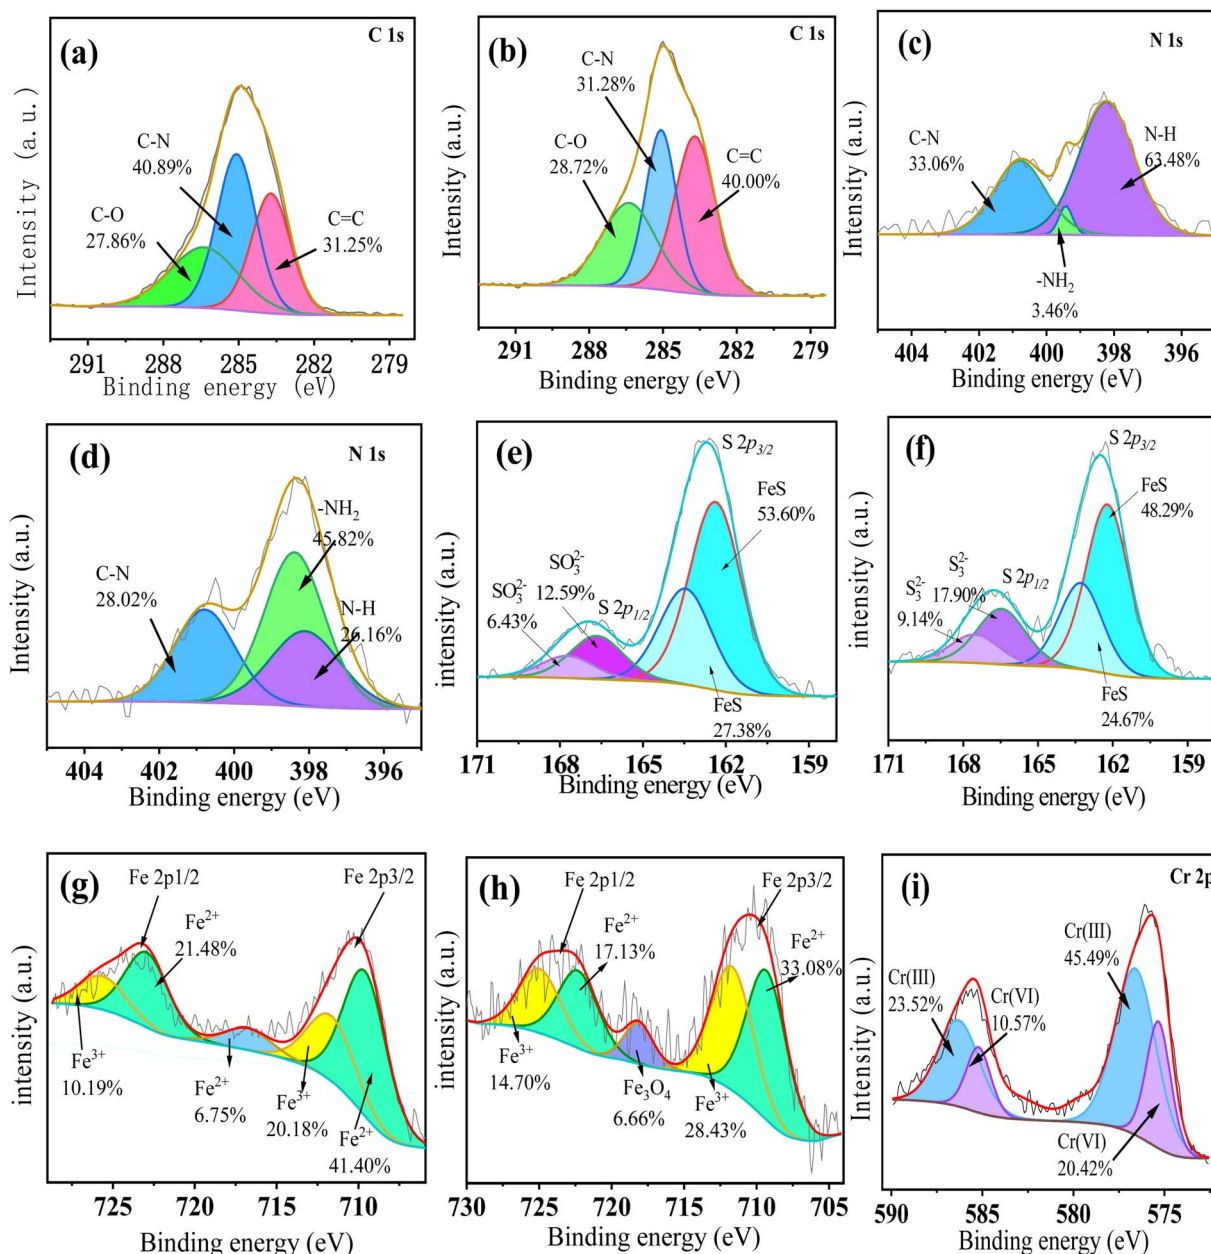 (a)
C 1s
C-N
40.89%
C-O
27.86%
C=C
31.25%
Intensity (a. u.)
291 288 285 282 279
Binding energy (eV)
(b)
C 1s
C-N
31.28%
C-O
28.72%
C=C
40.00%
Intensity (a.u.)
291 288 285 282 279
Binding energy (eV)
(c)
N 1s
C-N
33.06%
N-H
63.48%
-NH₂
3.46%
Intensity (a.u.)
404 402 400 398 396
Binding energy (eV)
(d)
N 1s
-NH₂
45.82%
C-N
28.02%
N-H
26.16%
Intensity (a.u.)
404 402 400 398 396
Binding energy (eV)
(e)
S 2p3/2
FeS
53.60%
SO₃²⁻
12.59%
SO₃²⁻
6.43%
S 2p1/2
FeS
27.38%
intensity (a.u.)
171 168 165 162 159
Binding energy (eV)
(f)
S 2p3/2
FeS
48.29%
S₃²⁻
17.90%
S₃²⁻
9.14%
S 2p1/2
FeS
24.67%
intensity (a.u.)
171 168 165 162 159
Binding energy (eV)
(g)
Fe 2p1/2
Fe 2p3/2
Fe²⁺
21.48%
Fe³⁺
10.19%
Fe²⁺
6.75%
Fe³⁺
20.18%
Fe²⁺
41.40%
intensity (a.u.)
725 720 715 710
Binding energy (eV)
(h)
Fe 2p1/2
Fe 2p3/2
Fe²⁺
17.13%
Fe²⁺
33.08%
Fe³⁺
14.70%
Fe₃O₄
6.66%
Fe³⁺
28.43%
intensity (a.u.)
730 725 720 715 710 705
Binding energy (eV)
(i)
Cr 2p
Cr(III)
45.49%
Cr(III)
23.52%
Cr(VI)
10.57%
Cr(VI)
20.42%
Intensity (a.u.)
590 585 580 575
Binding energy (eV)